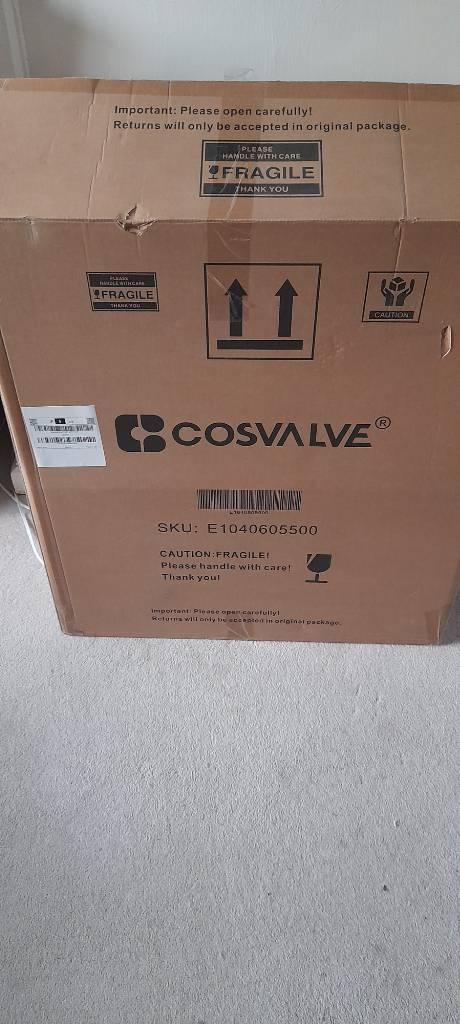 Important: Please open carefully!
Returns will only be accepted in original package.
PLEASE
HANDLE WITH CARE
FRAGILE
THANK YOU
PLEASE
HANDLE WITH CARE
FRAGILE
THANK YOU
CAUTION
COSVALVE®
SKU: E1040605500
CAUTION:FRAGILE!
Please handle with care!
Thank you!
Important: Please open carefully!
Returns will only be accepted in original package.